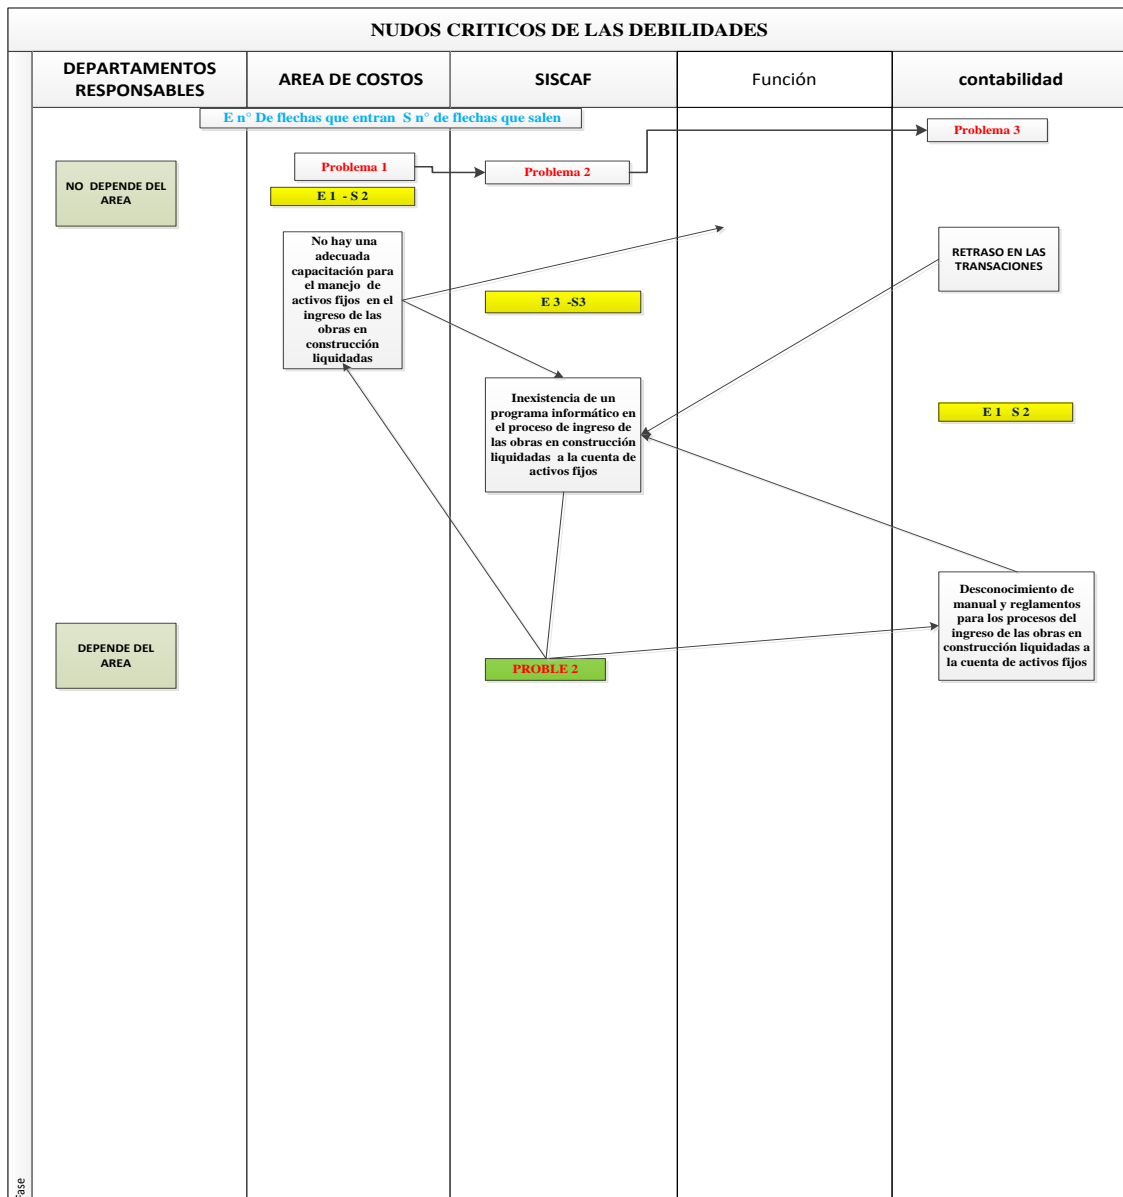 NUDOS CRITICOS DE LAS DEBILIDADES
DEPARTAMENTOS
RESPONSABLES
AREA DE COSTOS
SISCAF
Función
contabilidad
E n° De flechas que entran S n° de flechas que salen
Problema 3
Problema 1
Problema 2
NO DEPENDE DEL
AREA
E 1 - S 2
No hay una
adecuada
capacitación para
el manejo de
activos fijos en el
ingreso de las
obras en
construcción
liquidadas
RETRASO EN LAS
TRANSACIONES
E 3 -S3
Inexistencia de un
programa informático en
el proceso de ingreso de
las obras en construcción
liquidadas a la cuenta de
activos fijos
E 1 S 2
Desconocimiento de
manual y reglamentos
para los procesos del
ingreso de las obras en
construcción liquidadas a
la cuenta de activos fijos
DEPENDE DEL
AREA
PROBLE 2
Fase